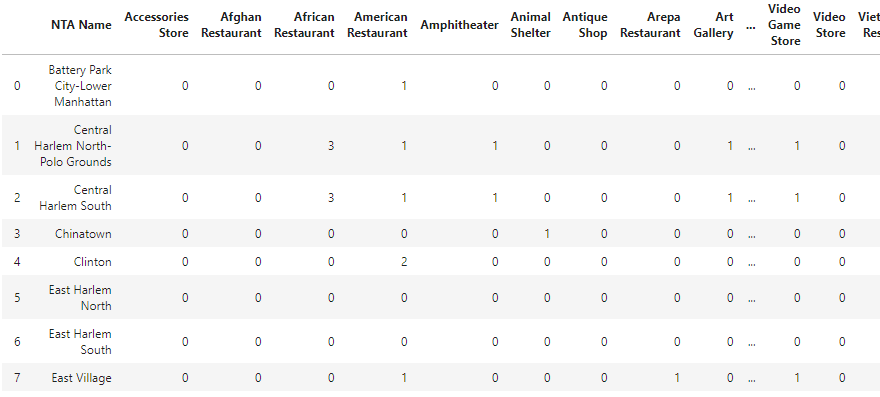 NTA Name Accessories Store Afghan Restaurant African Restaurant American Restaurant Amphitheater Animal Shelter Antique Shop Arepa Restaurant Art Gallery ... Video Game Store Video Store Viet Res
0 Battery Park City-Lower Manhattan 0 0 0 1 0 0 0 0 0 ... 0 0
1 Central Harlem North-Polo Grounds 0 0 3 1 1 0 0 0 1 ... 1 0
2 Central Harlem South 0 0 3 1 1 0 0 0 1 ... 1 0
3 Chinatown 0 0 0 0 0 1 0 0 0 ... 0 0
4 Clinton 0 0 0 2 0 0 0 0 0 ... 0 0
5 East Harlem North 0 0 0 0 0 0 0 0 0 ... 0 0
6 East Harlem South 0 0 0 0 0 0 0 0 0 ... 0 0
7 East Village 0 0 0 1 0 0 0 1 0 ... 1 0